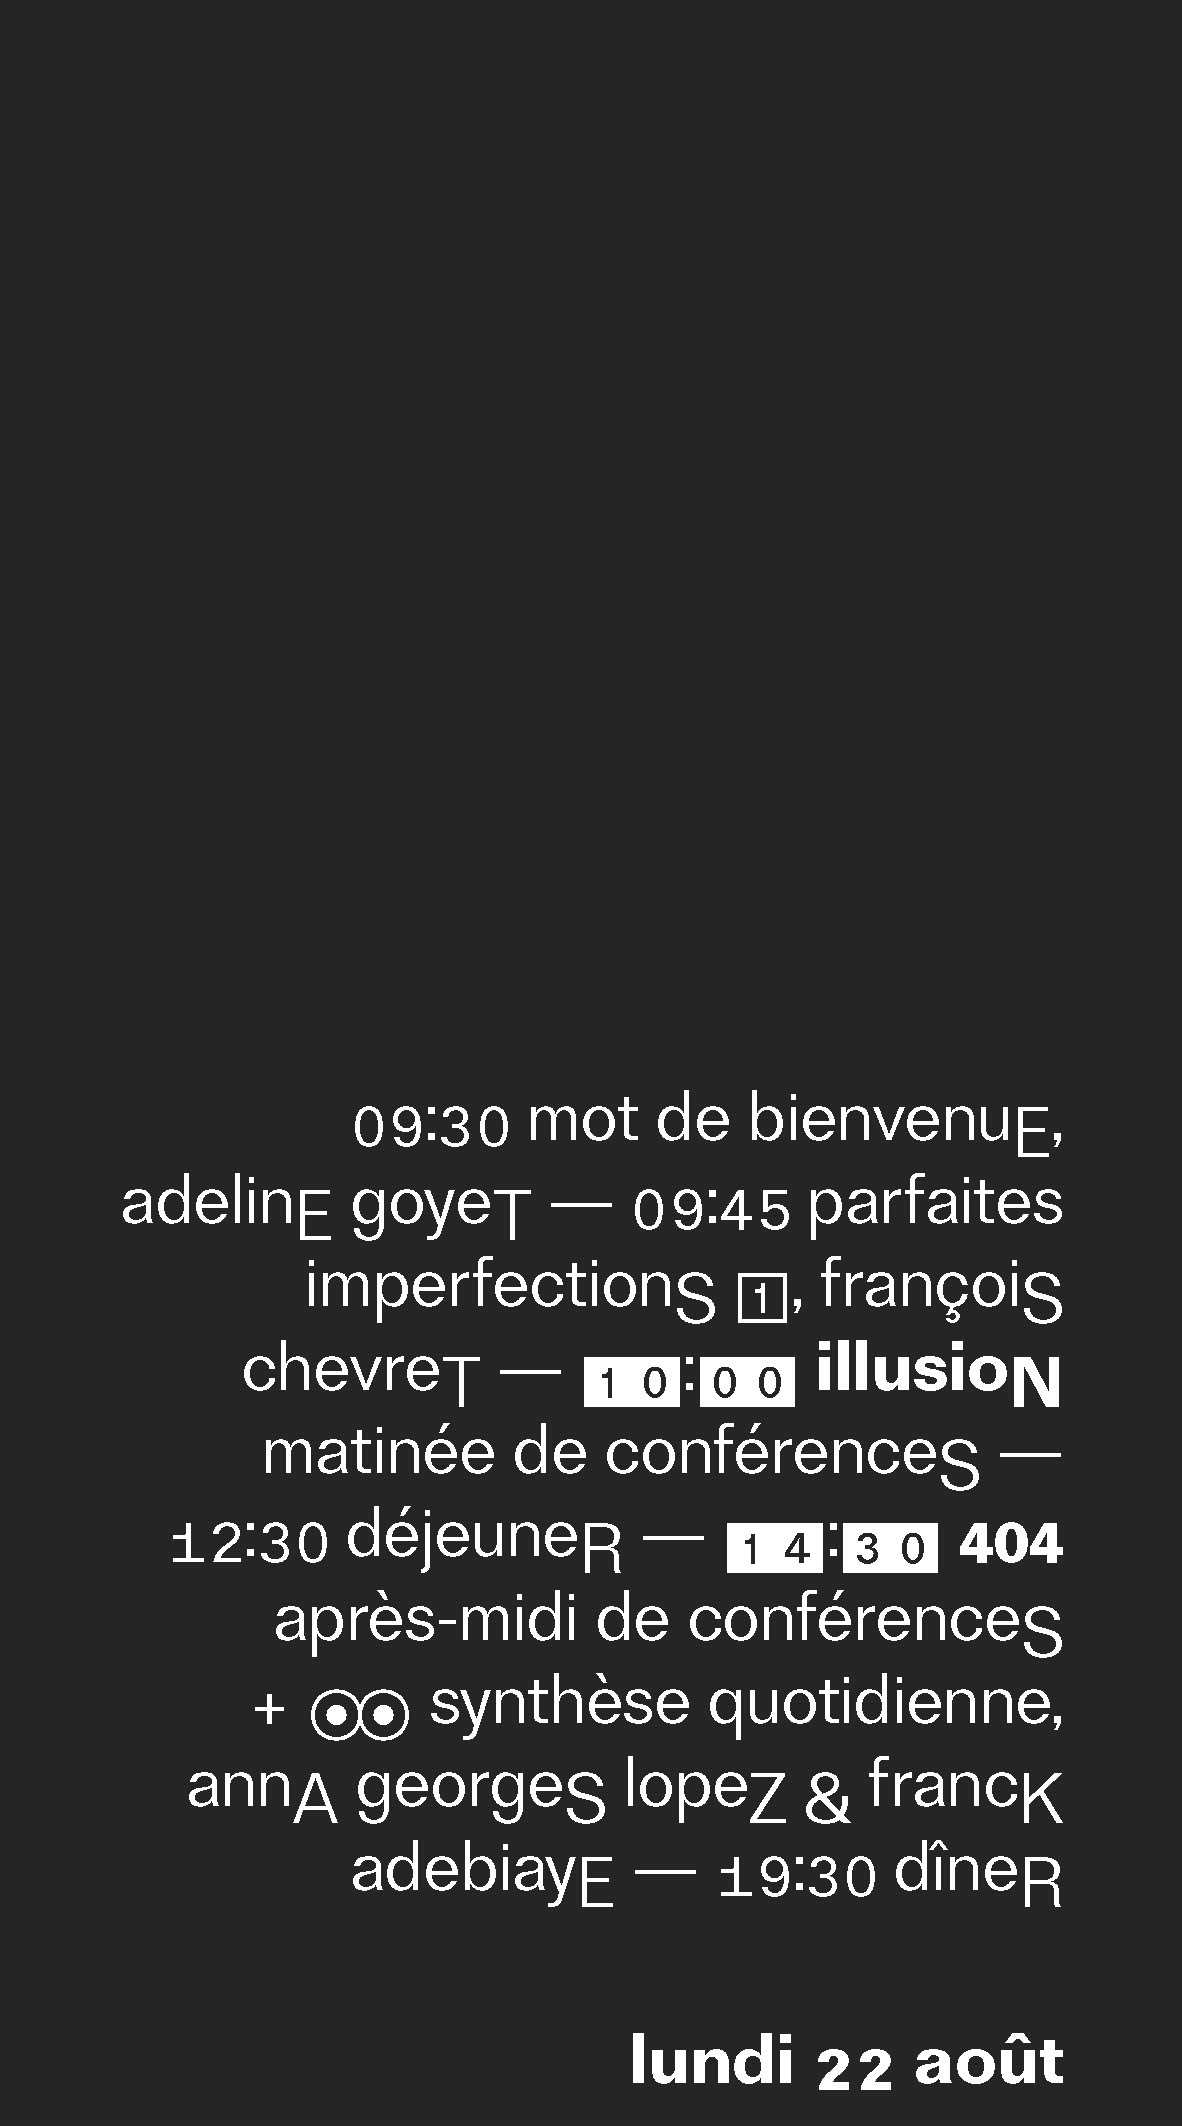 09:30 mot de bienvenuE,
adelinE goyeT — 09:45 parfaites
imperfectionS 1, françoiS
chevreT — 10:00 illusioN
matinée de conférenceS —
12:30 déjeuneR — 14:30 404
après-midi de conférenceS
+ ◉◉ synthèse quotidienne,
annA georgeS lopeZ & francK
adebiayE — 19:30 dîneR
lundi 22 août